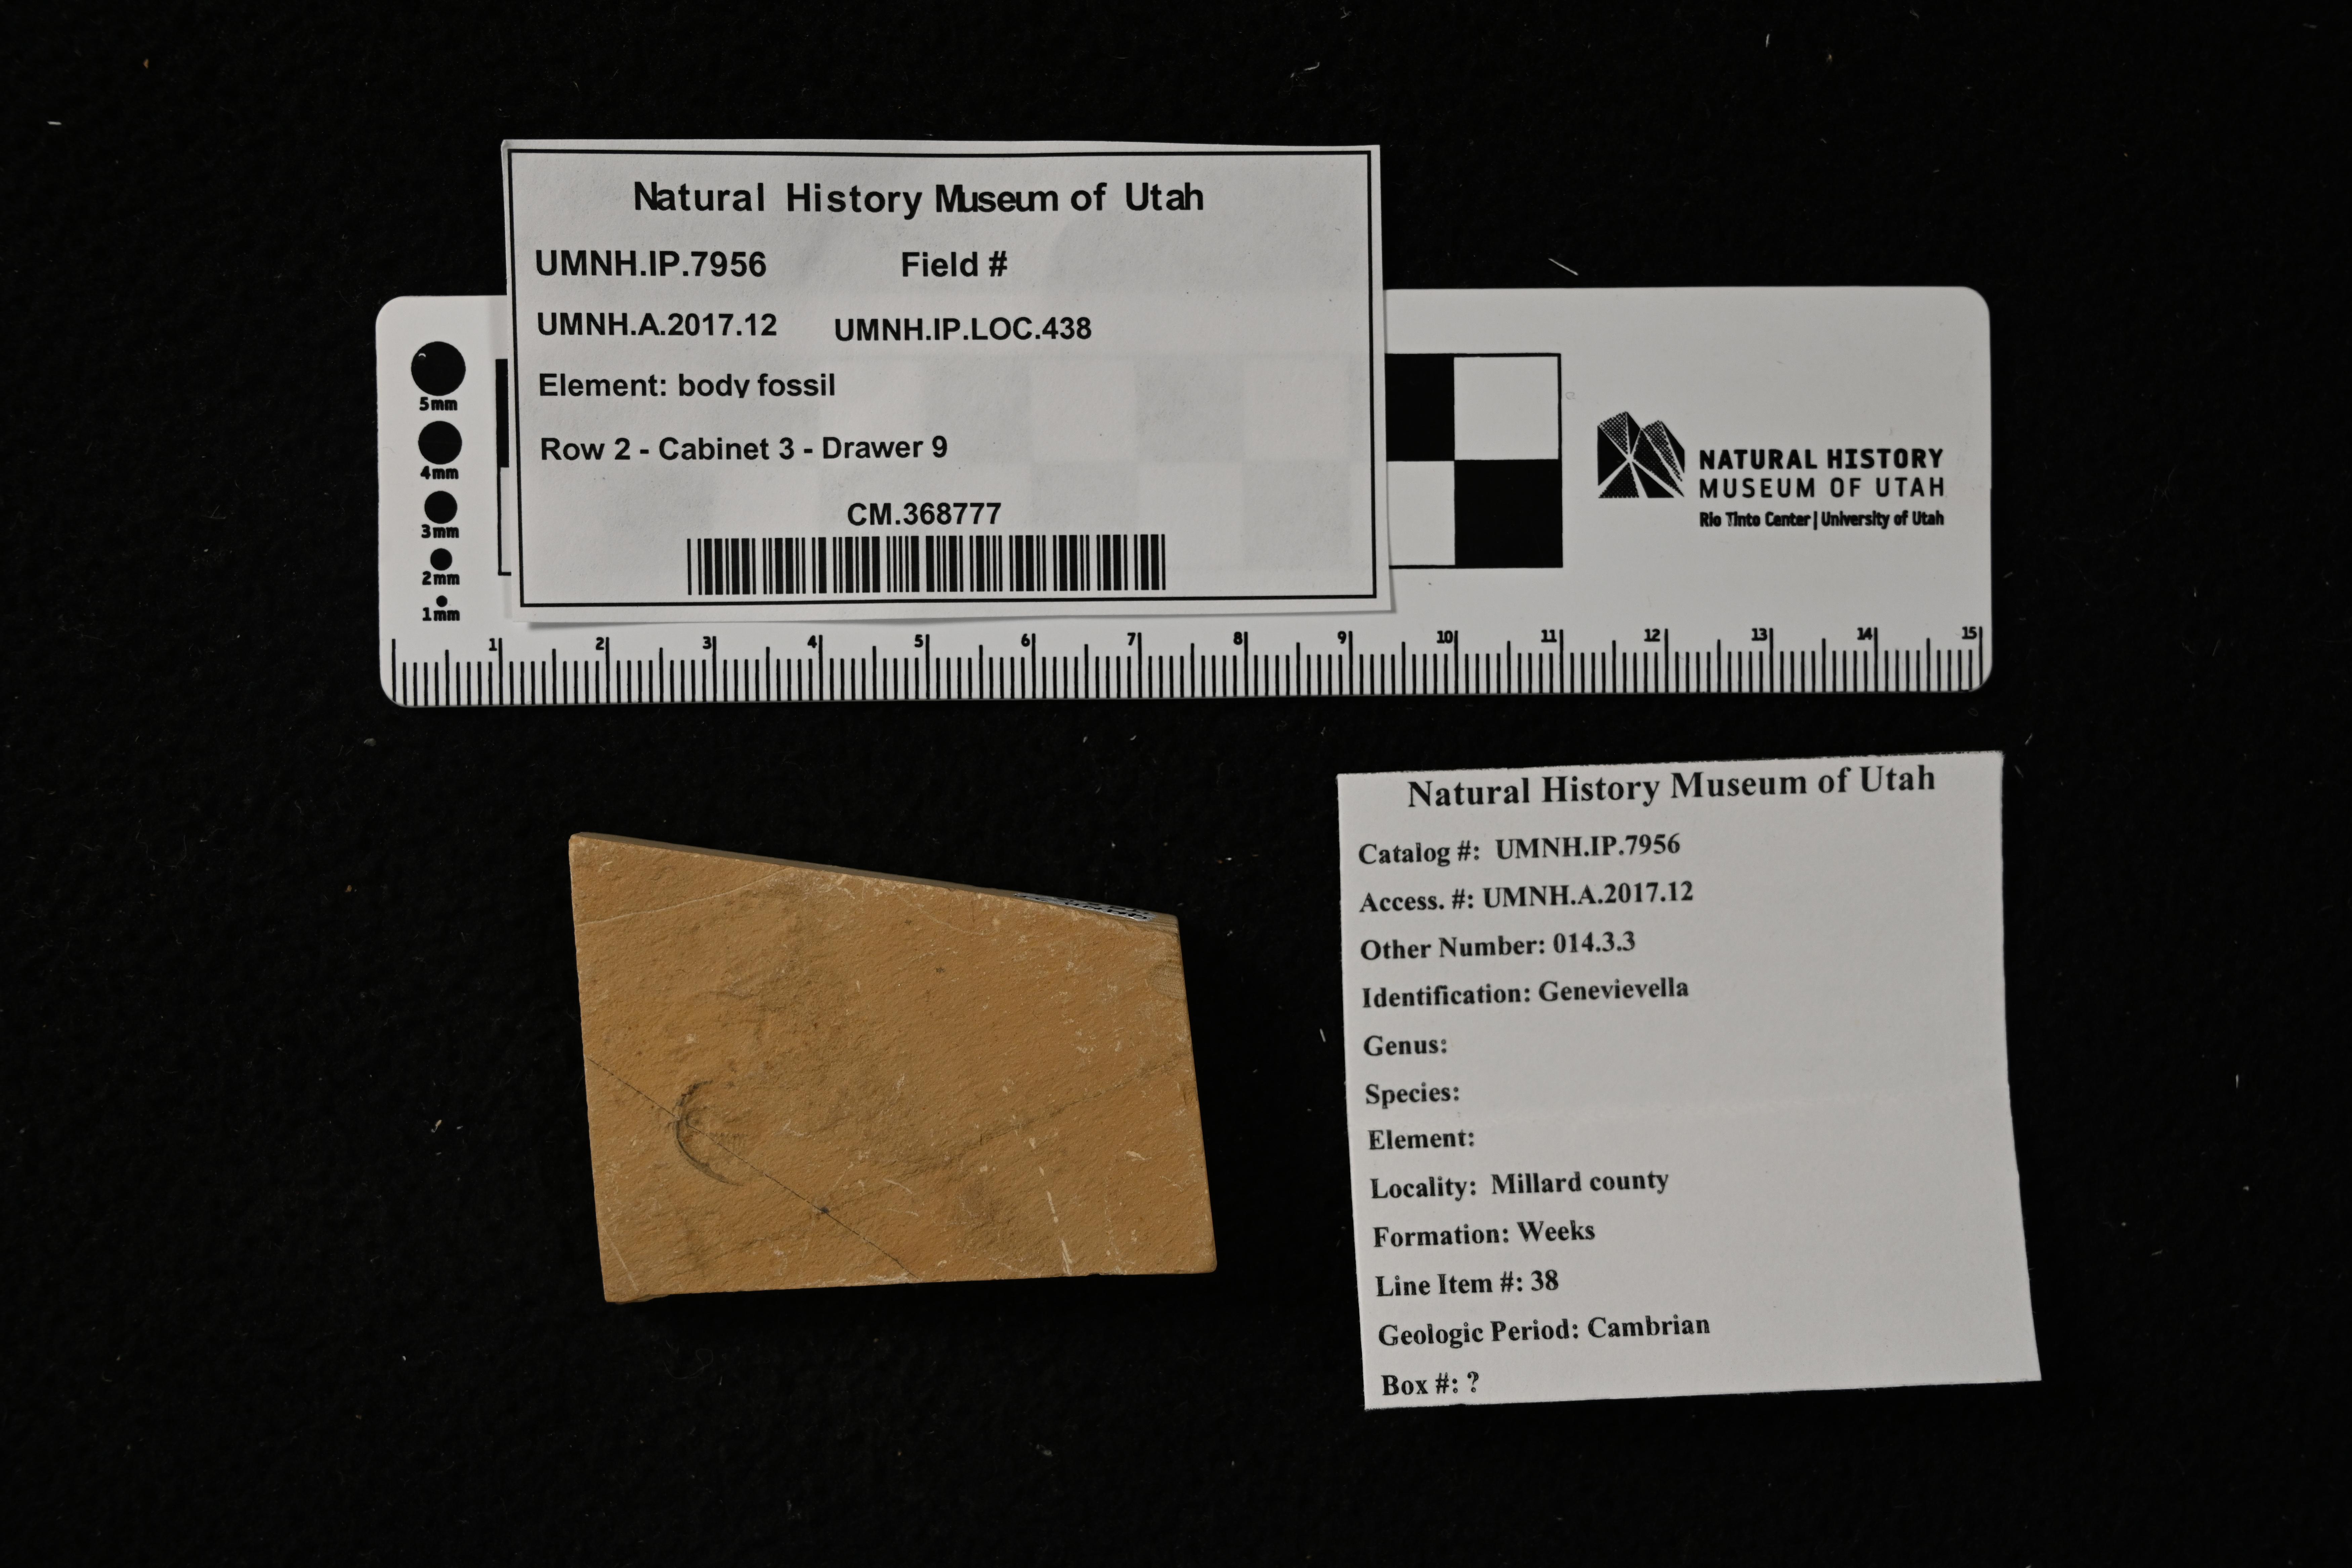 Natural History Museum of Utah
UMNH.IP.7956 Field #
UMNH.A.2017.12 UMNH.IP.LOC.438
Element: body fossil
Row 2 - Cabinet 3 - Drawer 9
CM.368777
5mm
4mm
3mm
2mm
1mm
NATURAL HISTORY
MUSEUM OF UTAH
Rio Tinto Center | University of Utah
1 2 3 4 5 6 7 8 9 10 11 12 13 14 15
Natural History Museum of Utah
Catalog #: UMNH.IP.7956
Access. #: UMNH.A.2017.12
Other Number: 014.3.3
Identification: Genevievella
Genus:
Species:
Element:
Locality: Millard county
Formation: Weeks
Line Item #: 38
Geologic Period: Cambrian
Box #: ?